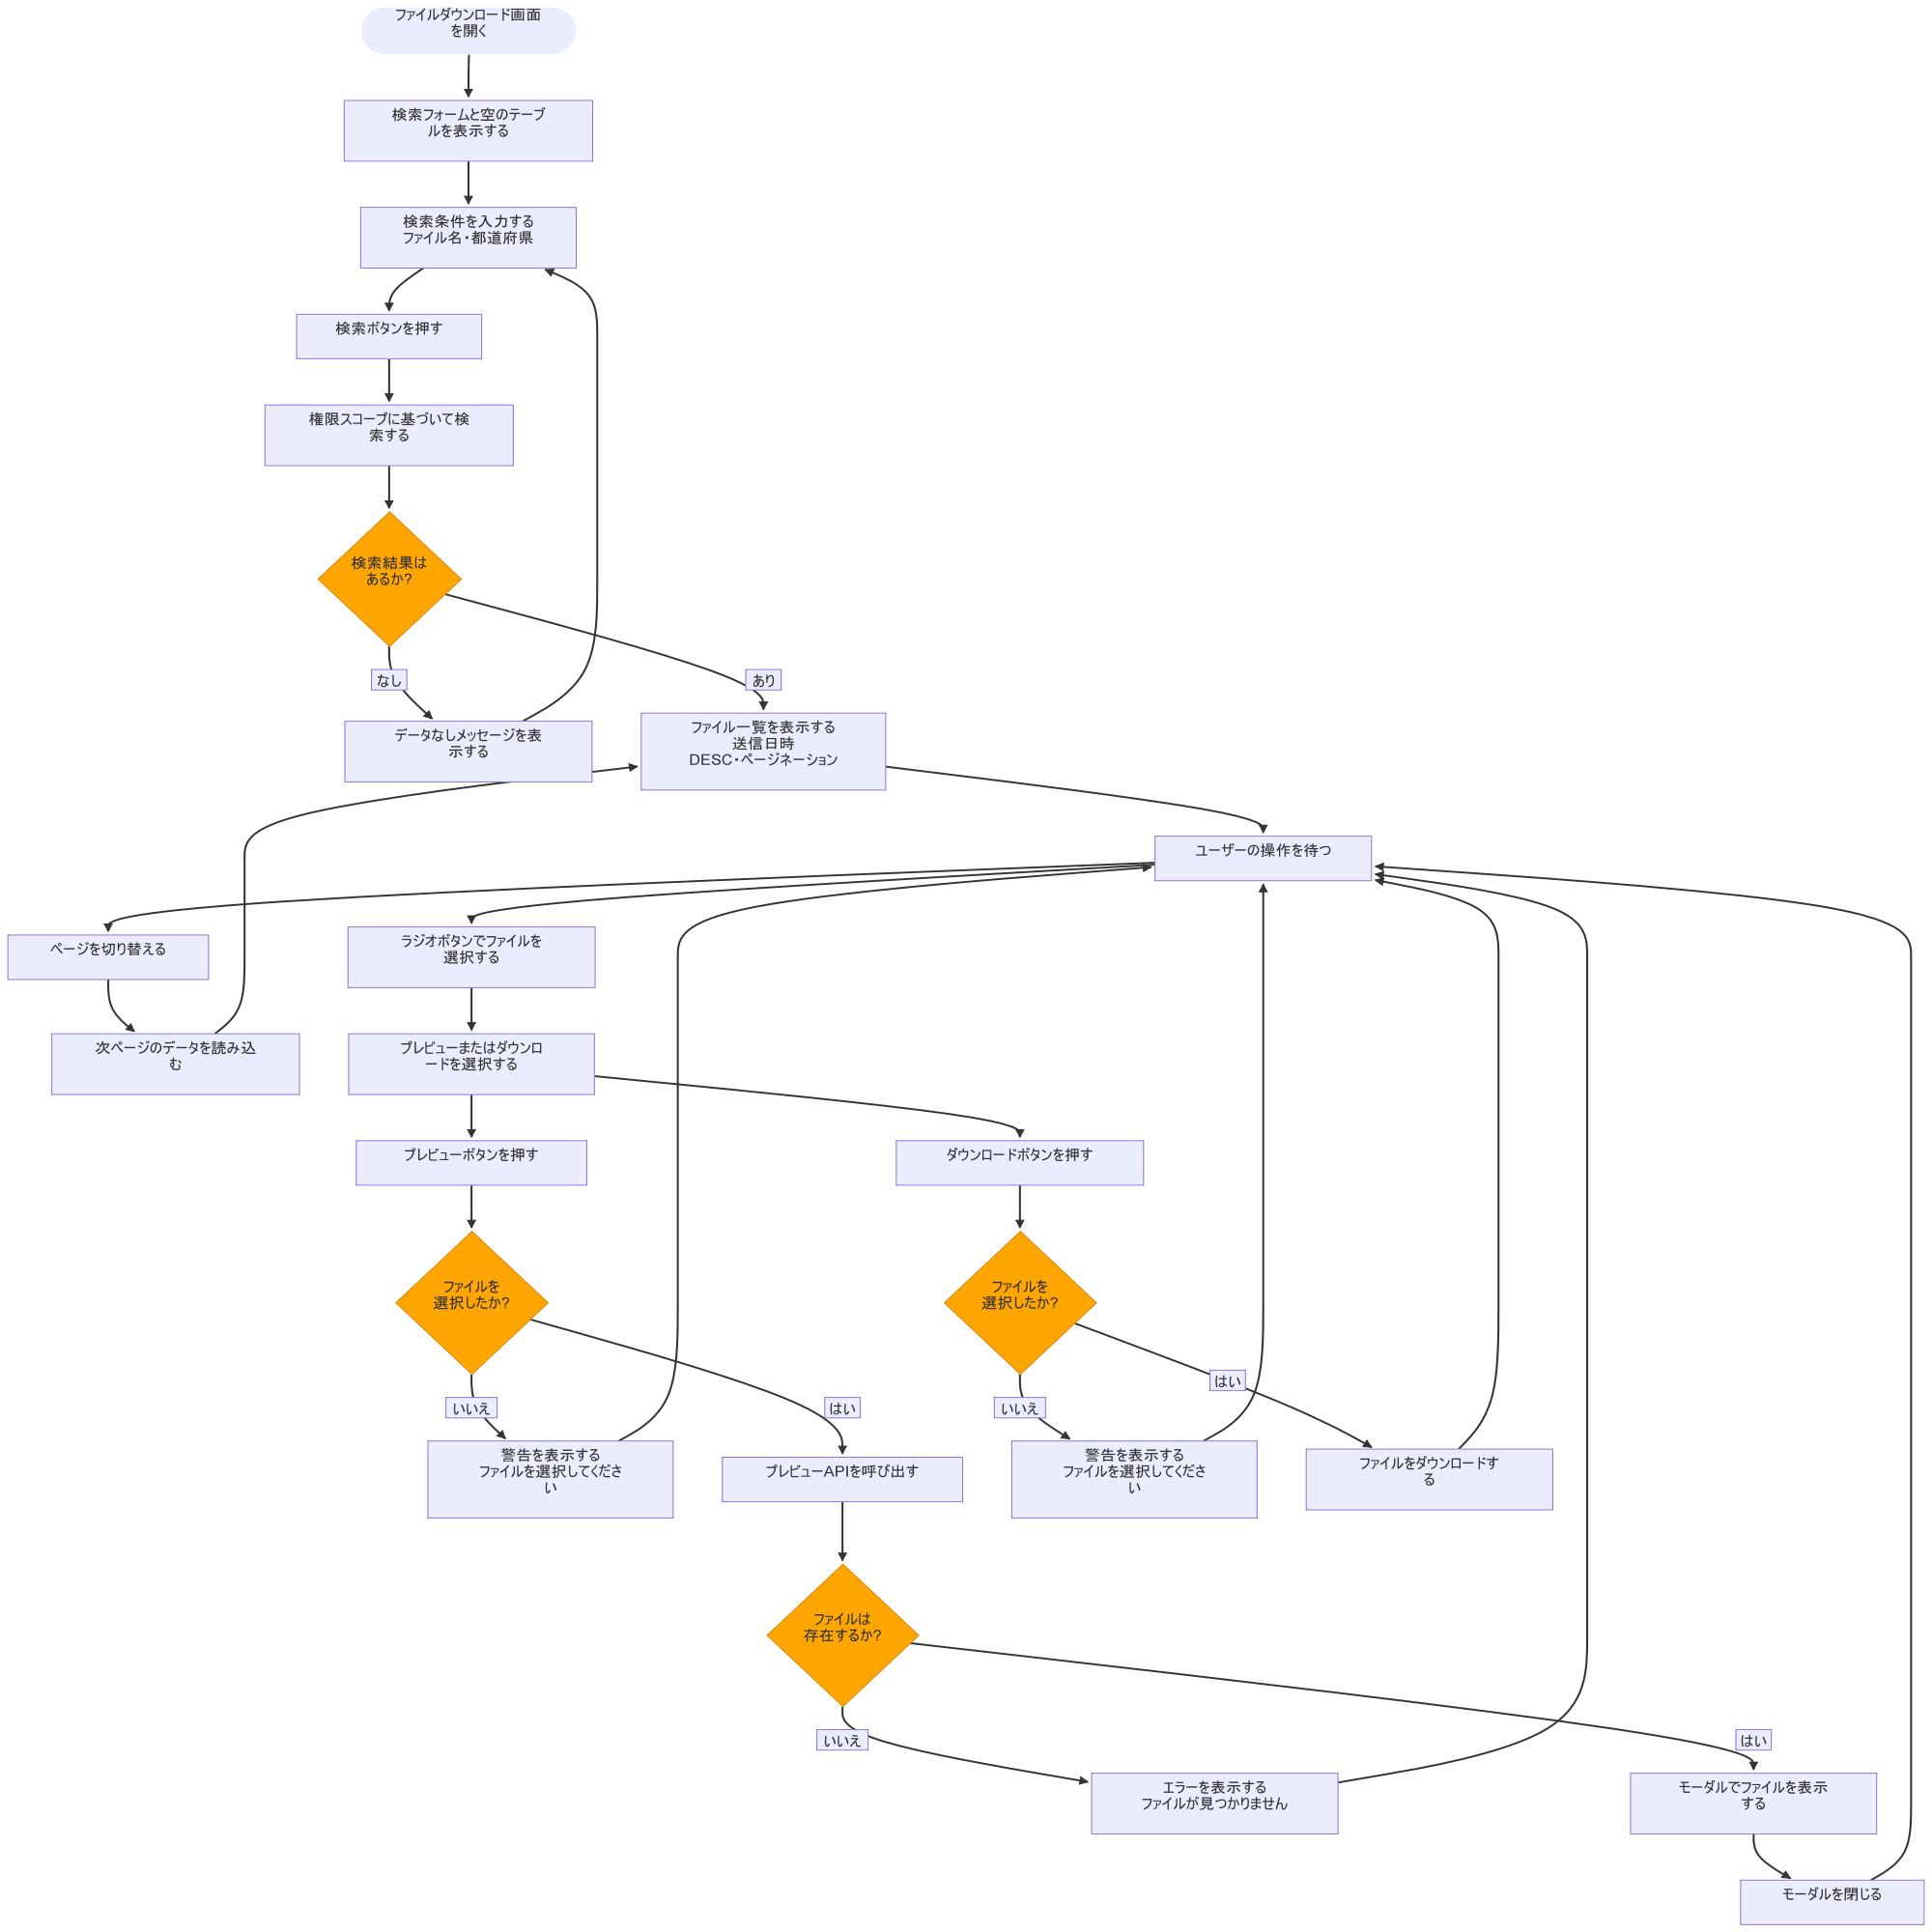 ファイルダウンロード画面
を開く
検索フォームと空のテーブ
ルを表示する
検索条件を入力する
ファイル名・都道府県
検索ボタンを押す
権限スコープに基づいて検
索する
検索結果は
あるか?
なし
あり
データなしメッセージを表
示する
ファイル一覧を表示する
送信日時
DESC・ページネーション
ユーザーの操作を待つ
ページを切り替える
ラジオボタンでファイルを
選択する
次ページのデータを読み込
む
プレビューまたはダウンロ
ードを選択する
プレビューボタンを押す
ダウンロードボタンを押す
ファイルを
選択したか?
ファイルを
選択したか?
いいえ
はい
いいえ
はい
警告を表示する
ファイルを選択してくださ
い
プレビューAPIを呼び出す
警告を表示する
ファイルを選択してくださ
い
ファイルをダウンロードす
る
ファイルは
存在するか?
いいえ
はい
エラーを表示する
ファイルが見つかりません
モーダルでファイルを表示
する
モーダルを閉じる